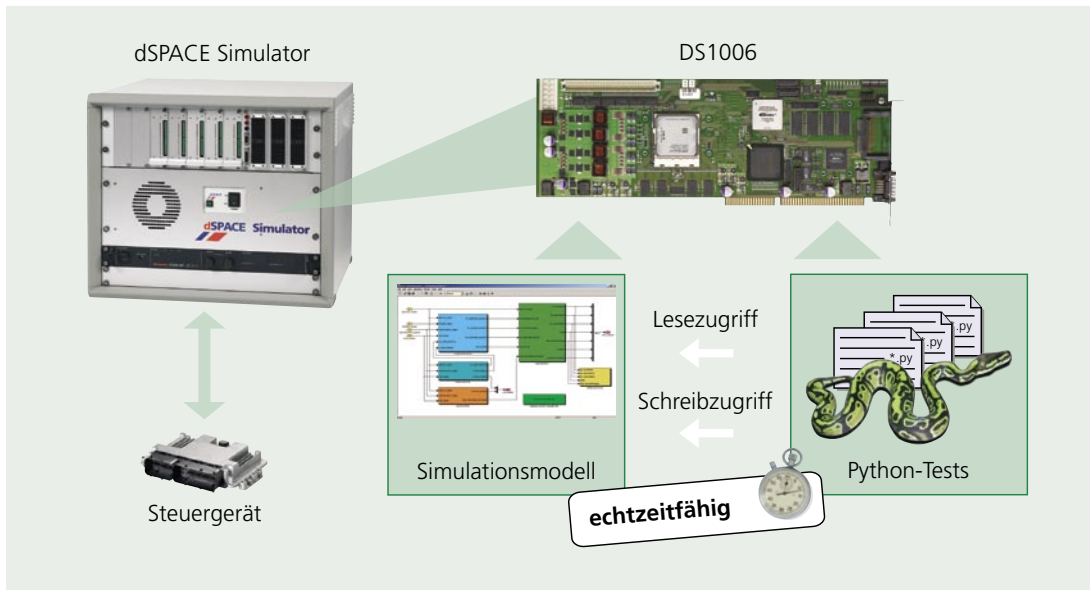 dSPACE Simulator
DS1006
dSPACE Simulator
Lesezugriff
Schreibzugriff
*.py
.py
.py
Simulationsmodell
Python-Tests
echtzeitfähig
Steuergerät